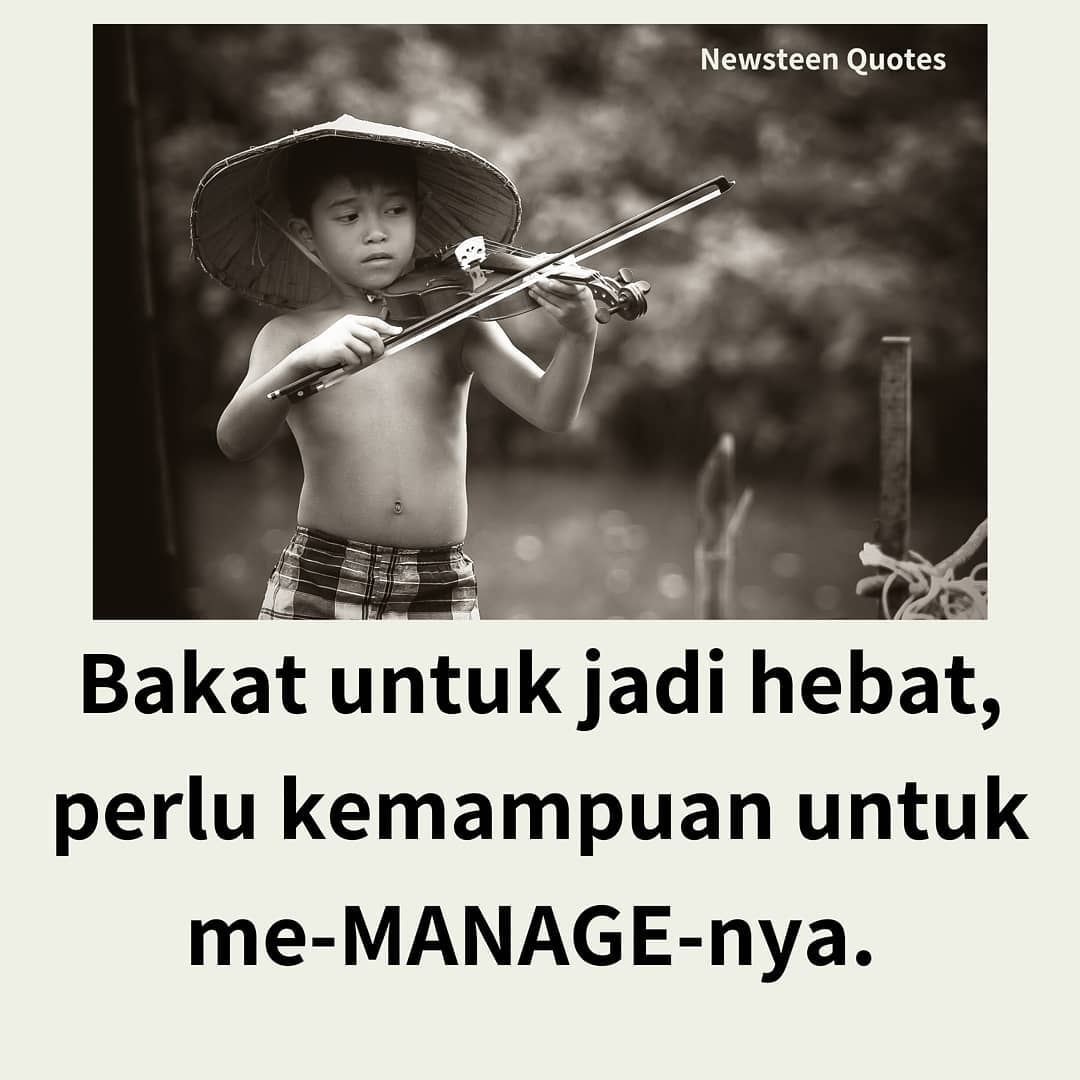 Newsteen Quotes
Bakat untuk jadi hebat,
perlu kemampuan untuk
me-MANAGE-nya.